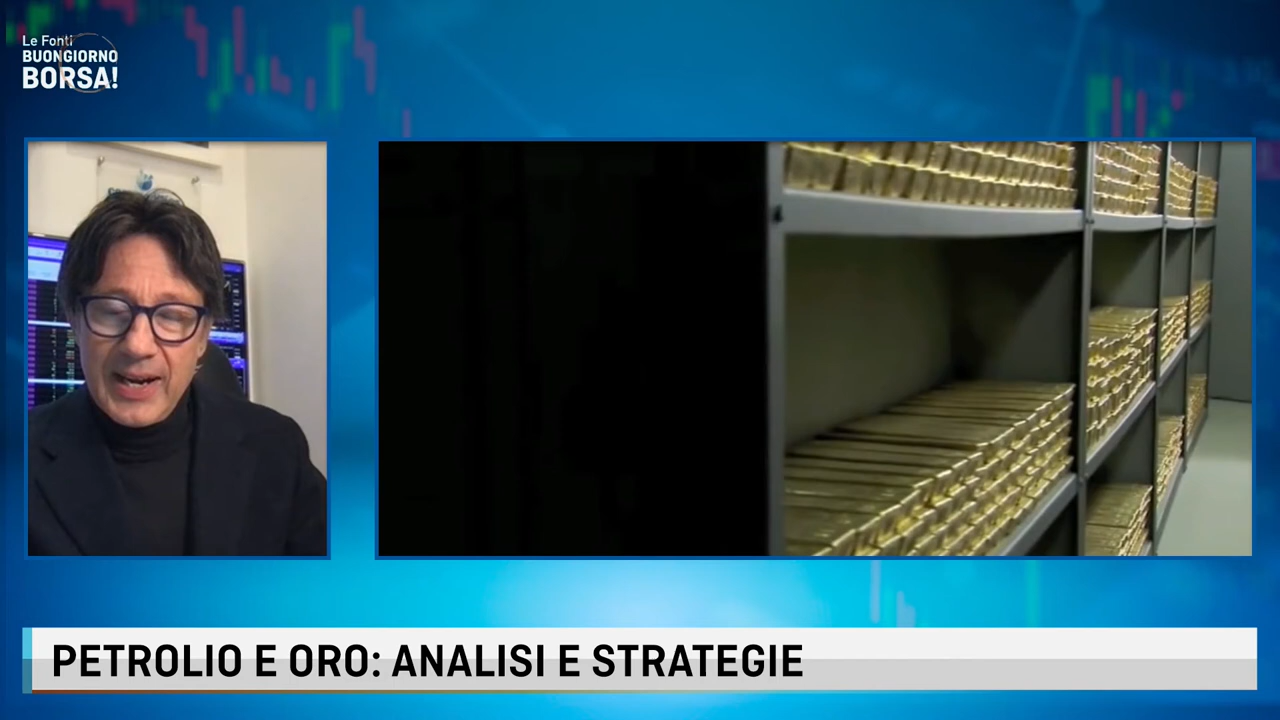 Le Fonti
BUONGIORNO
BORSA!
PETROLIO E ORO: ANALISI E STRATEGIE